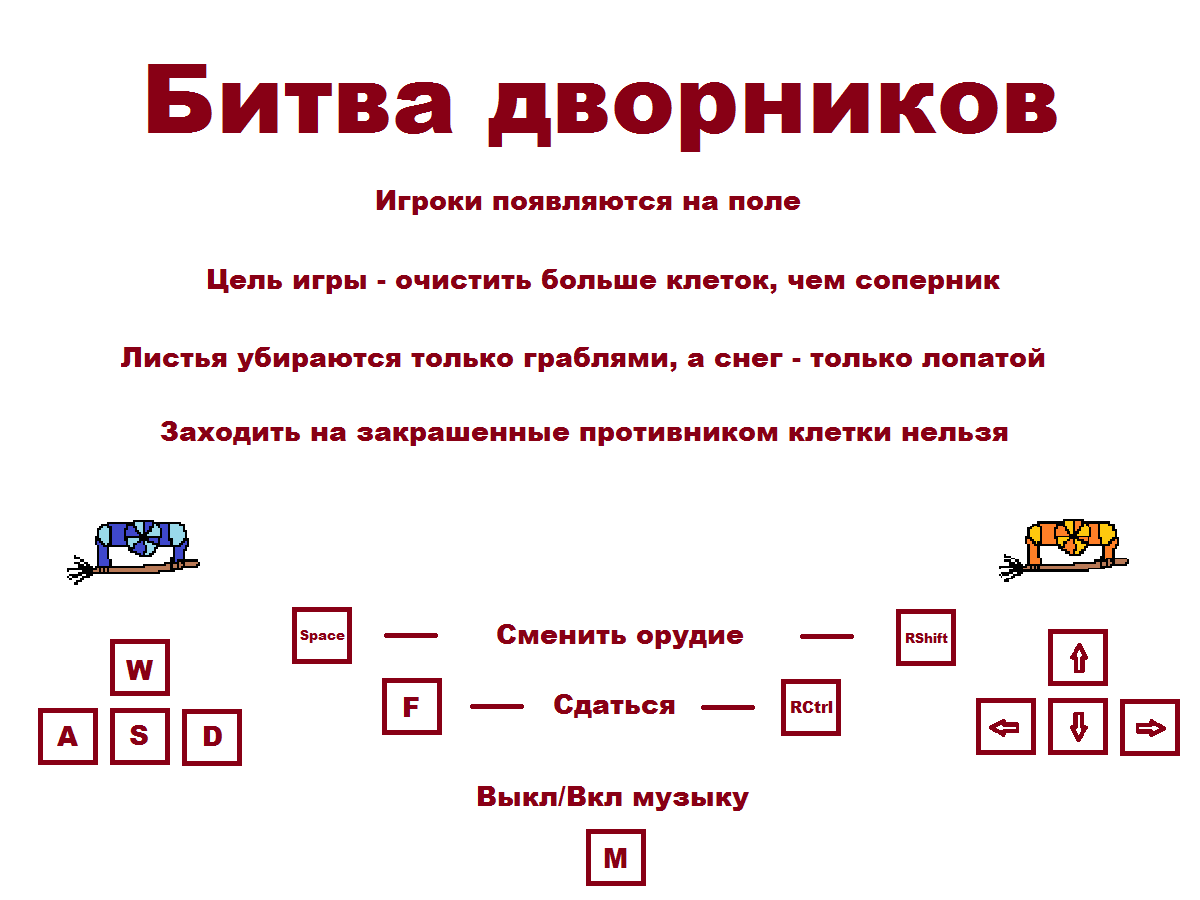 Битва дворников
Игроки появляются на поле
Цель игры - очистить больше клеток, чем соперник
Листья убираются только граблями, а снег - только лопатой
Заходить на закрашенные противником клетки нельзя
Space — Сменить орудие — RShift
W
F — Сдаться — RCtrl
A S D
Выкл/Вкл музыку
M